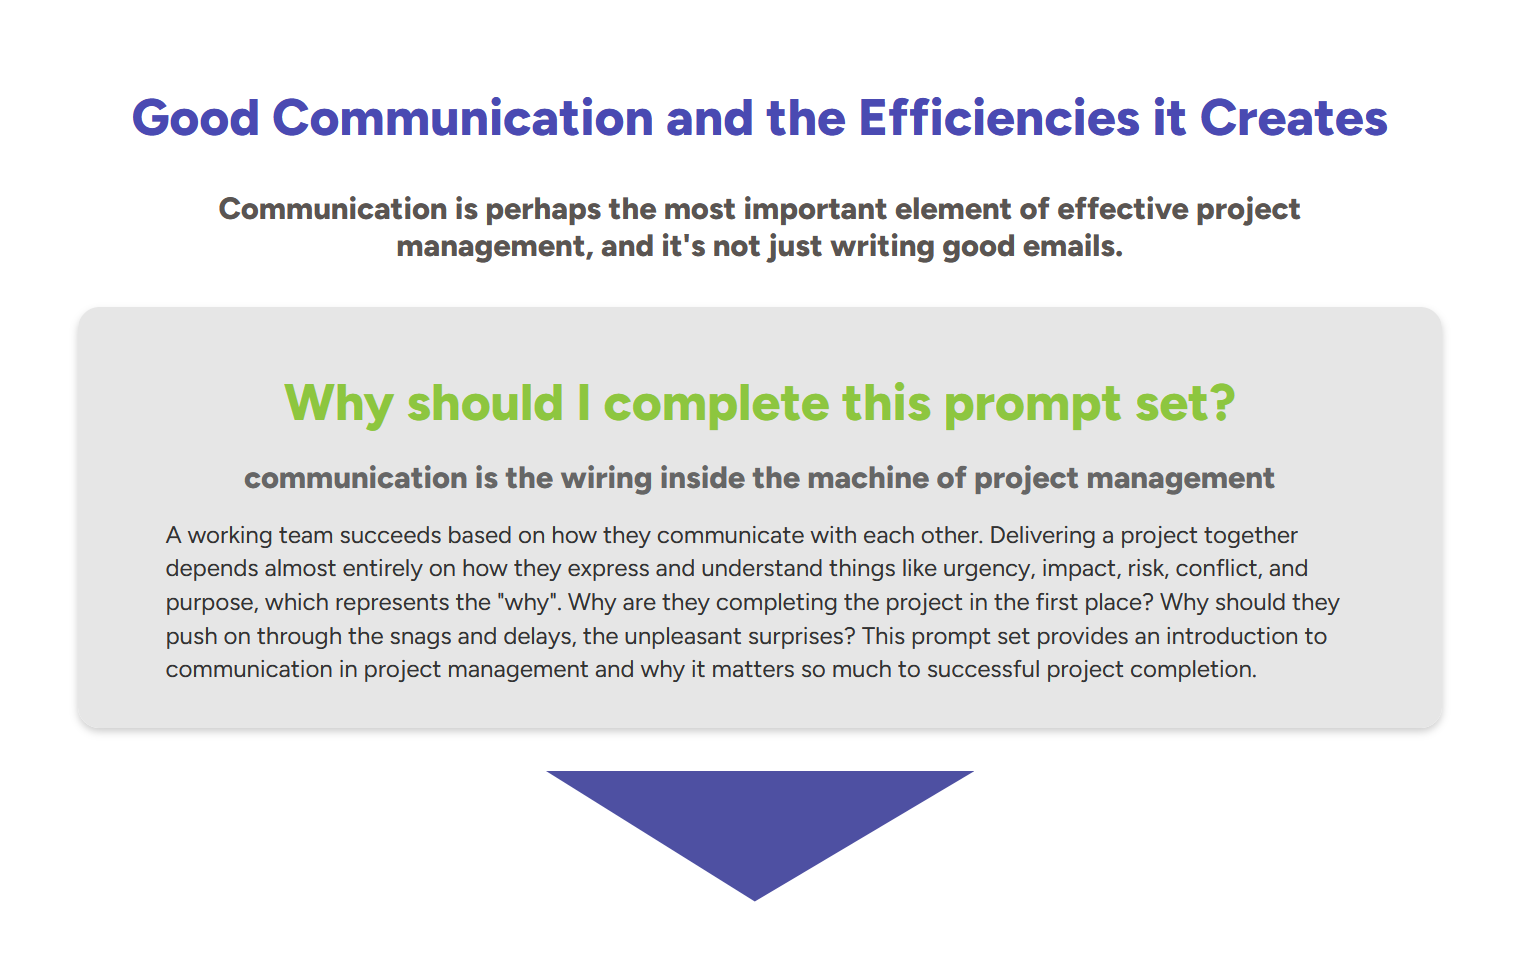 Good Communication and the Efficiencies it Creates
Communication is perhaps the most important element of effective project
management, and it's not just writing good emails.
Why should I complete this prompt set?
communication is the wiring inside the machine of project management
A working team succeeds based on how they communicate with each other. Delivering a project together
depends almost entirely on how they express and understand things like urgency, impact, risk, conflict, and
purpose, which represents the "why". Why are they completing the project in the first place? Why should they
push on through the snags and delays, the unpleasant surprises? This prompt set provides an introduction to
communication in project management and why it matters so much to successful project completion.